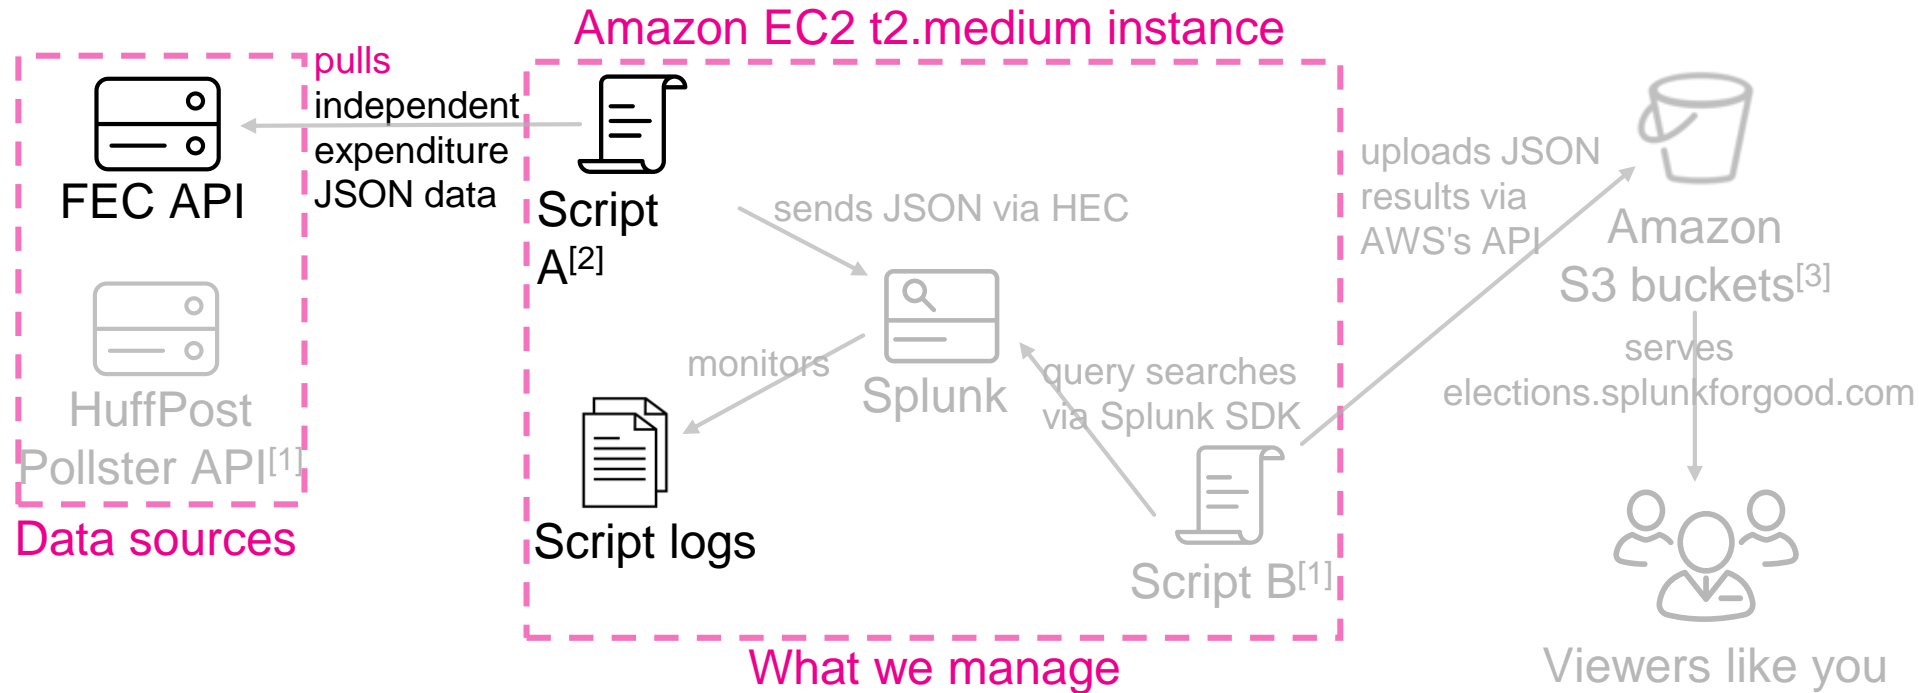 Amazon EC2 t2.medium instance
pulls
independent
expenditure
JSON data
FEC API
Script
A[2]
sends JSON via HEC
uploads JSON
results via
AWS's API
Amazon
S3 buckets[3]
HuffPost
Pollster API[1]
Data sources
monitors
Splunk
query searches
via Splunk SDK
serves
elections.splunkforgood.com
Script logs
Script B[1]
What we manage
Viewers like you